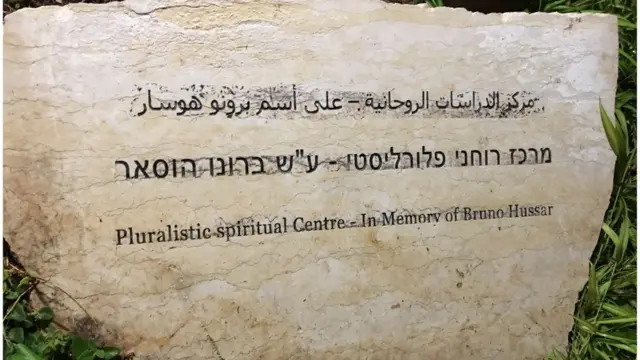 مركز الدراسات الروحانية - على أسم برونو هوسار
מרכז רוחני פלורליסטי - ע"ש ברונו הוסאר
Pluralistic spiritual Centre - In Memory of Bruno Hussar